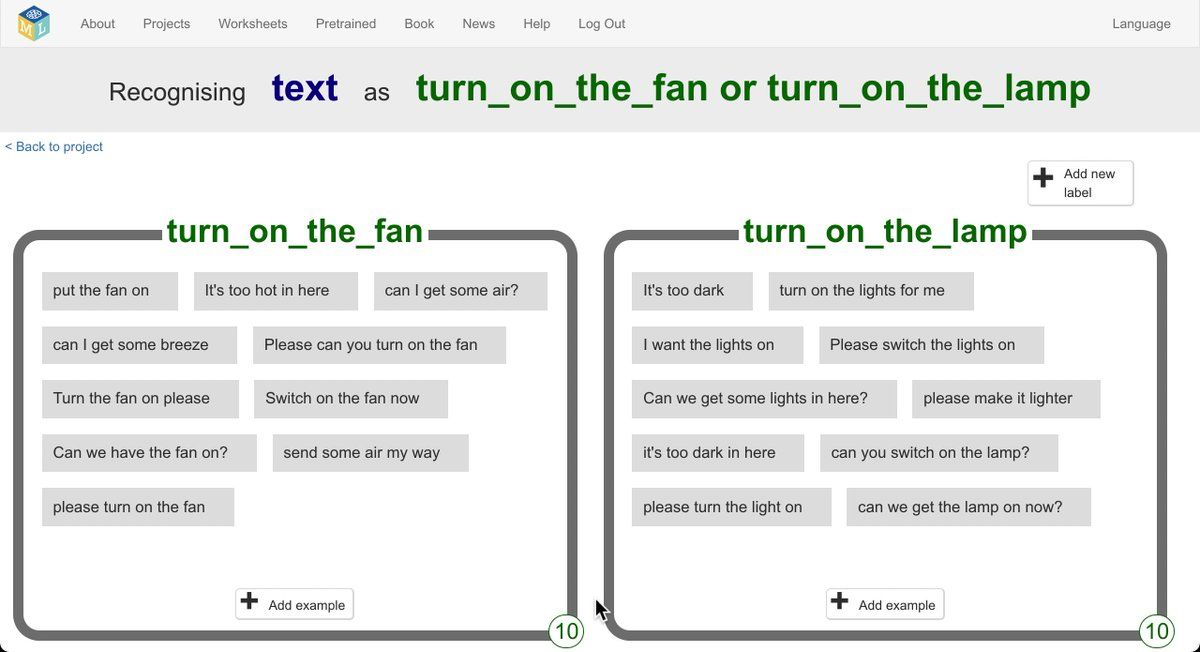 About Projects Worksheets Pretrained Book News Help Log Out Language
Recognising text as turn_on_the_fan or turn_on_the_lamp
< Back to project
Add new
label
turn_on_the_fan
put the fan on
It's too hot in here
can I get some air?
can I get some breeze
Please can you turn on the fan
Turn the fan on please
Switch on the fan now
Can we have the fan on?
send some air my way
please turn on the fan
Add example
10
turn_on_the_lamp
It's too dark
turn on the lights for me
I want the lights on
Please switch the lights on
Can we get some lights in here?
please make it lighter
it's too dark in here
can you switch on the lamp?
please turn the light on
can we get the lamp on now?
Add example
10